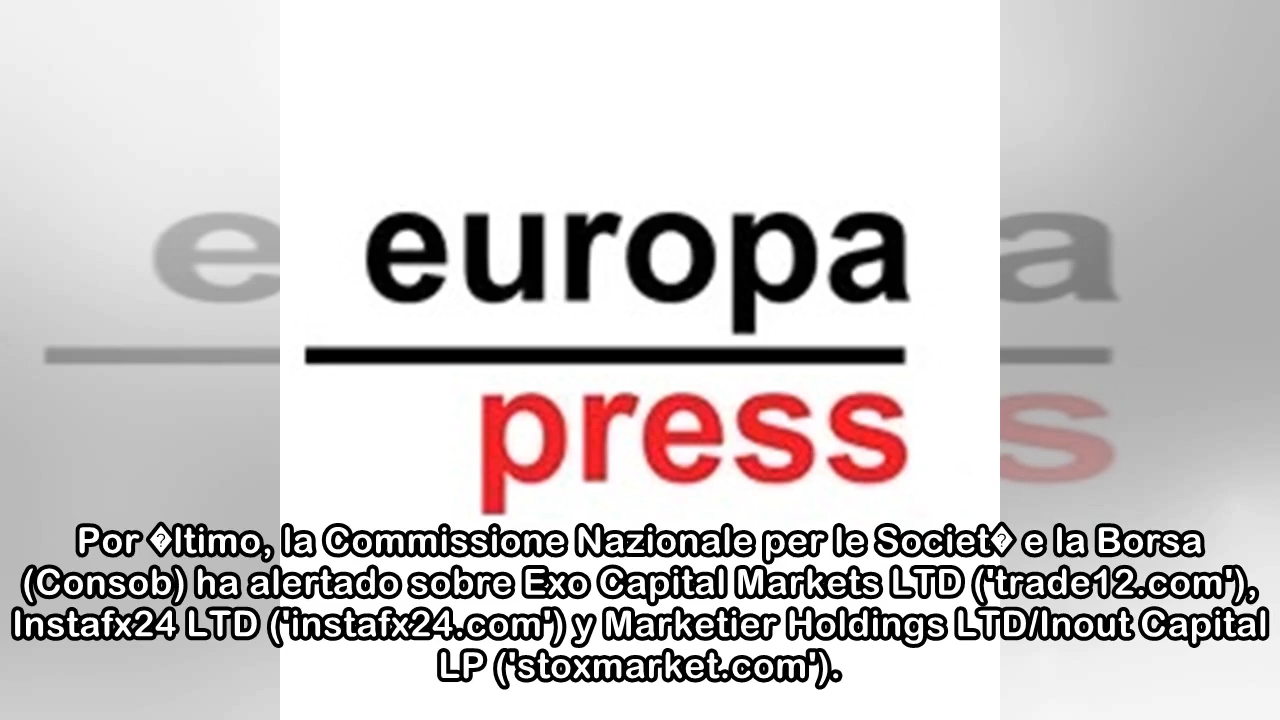 europa
press
Por �ltimo, la Commissione Nazionale per le Societ� e la Borsa
(Consob) ha alertado sobre Exo Capital Markets LTD ('trade12.com'),
Instafx24 LTD ('instafx24.com') y Marketier Holdings LTD/Inout Capital
LP ('stoxmarket.com').